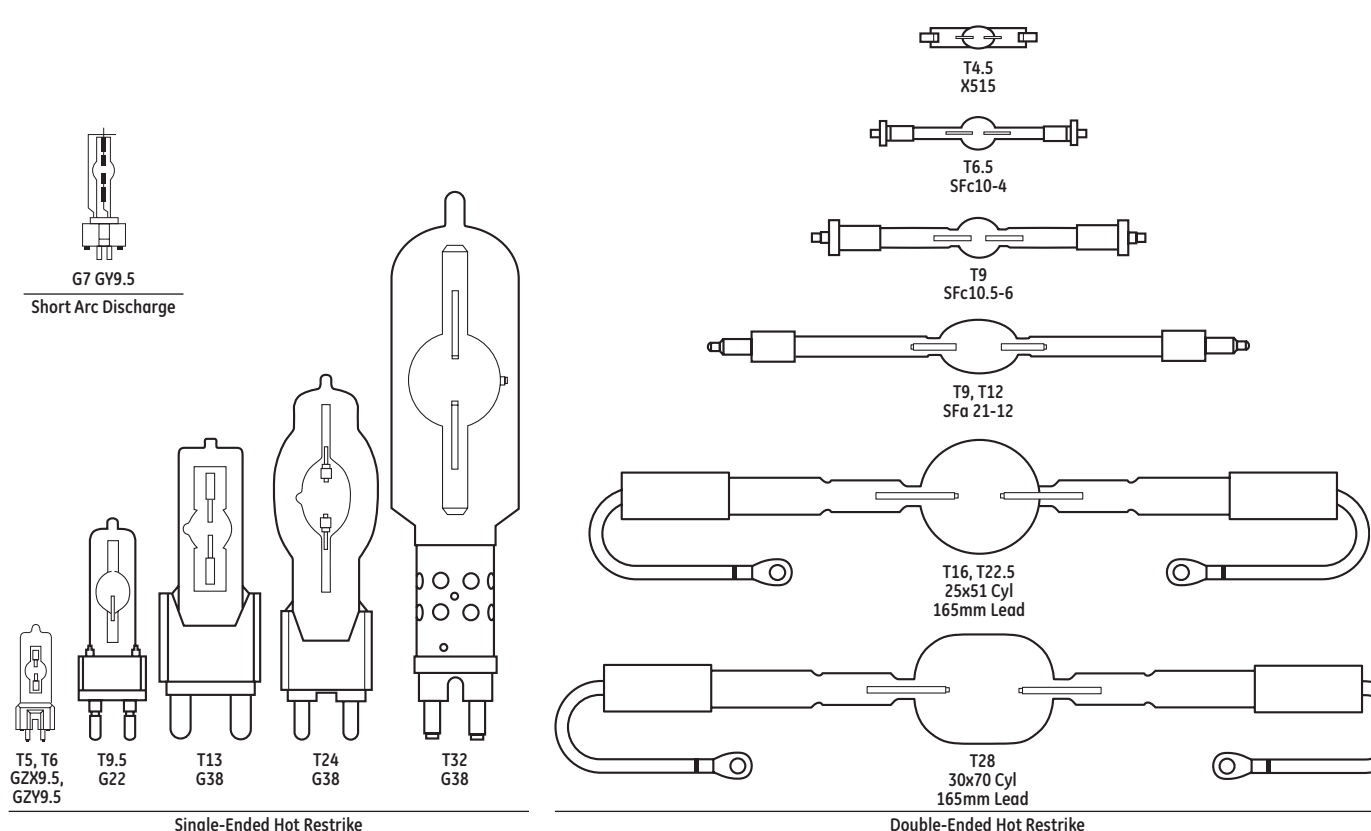 G7 GY9.5
Short Arc Discharge
T5, T6
GZX9.5,
GZY9.5
T9.5
G22
T13
G38
T24
G38
T32
G38
Single-Ended Hot Restrike
T4.5
X515
T6.5
SFc10-4
T9
SFc10.5-6
T9, T12
SFa 21-12
T16, T22.5
25x51 Cyl
165mm Lead
T28
30x70 Cyl
165mm Lead
Double-Ended Hot Restrike